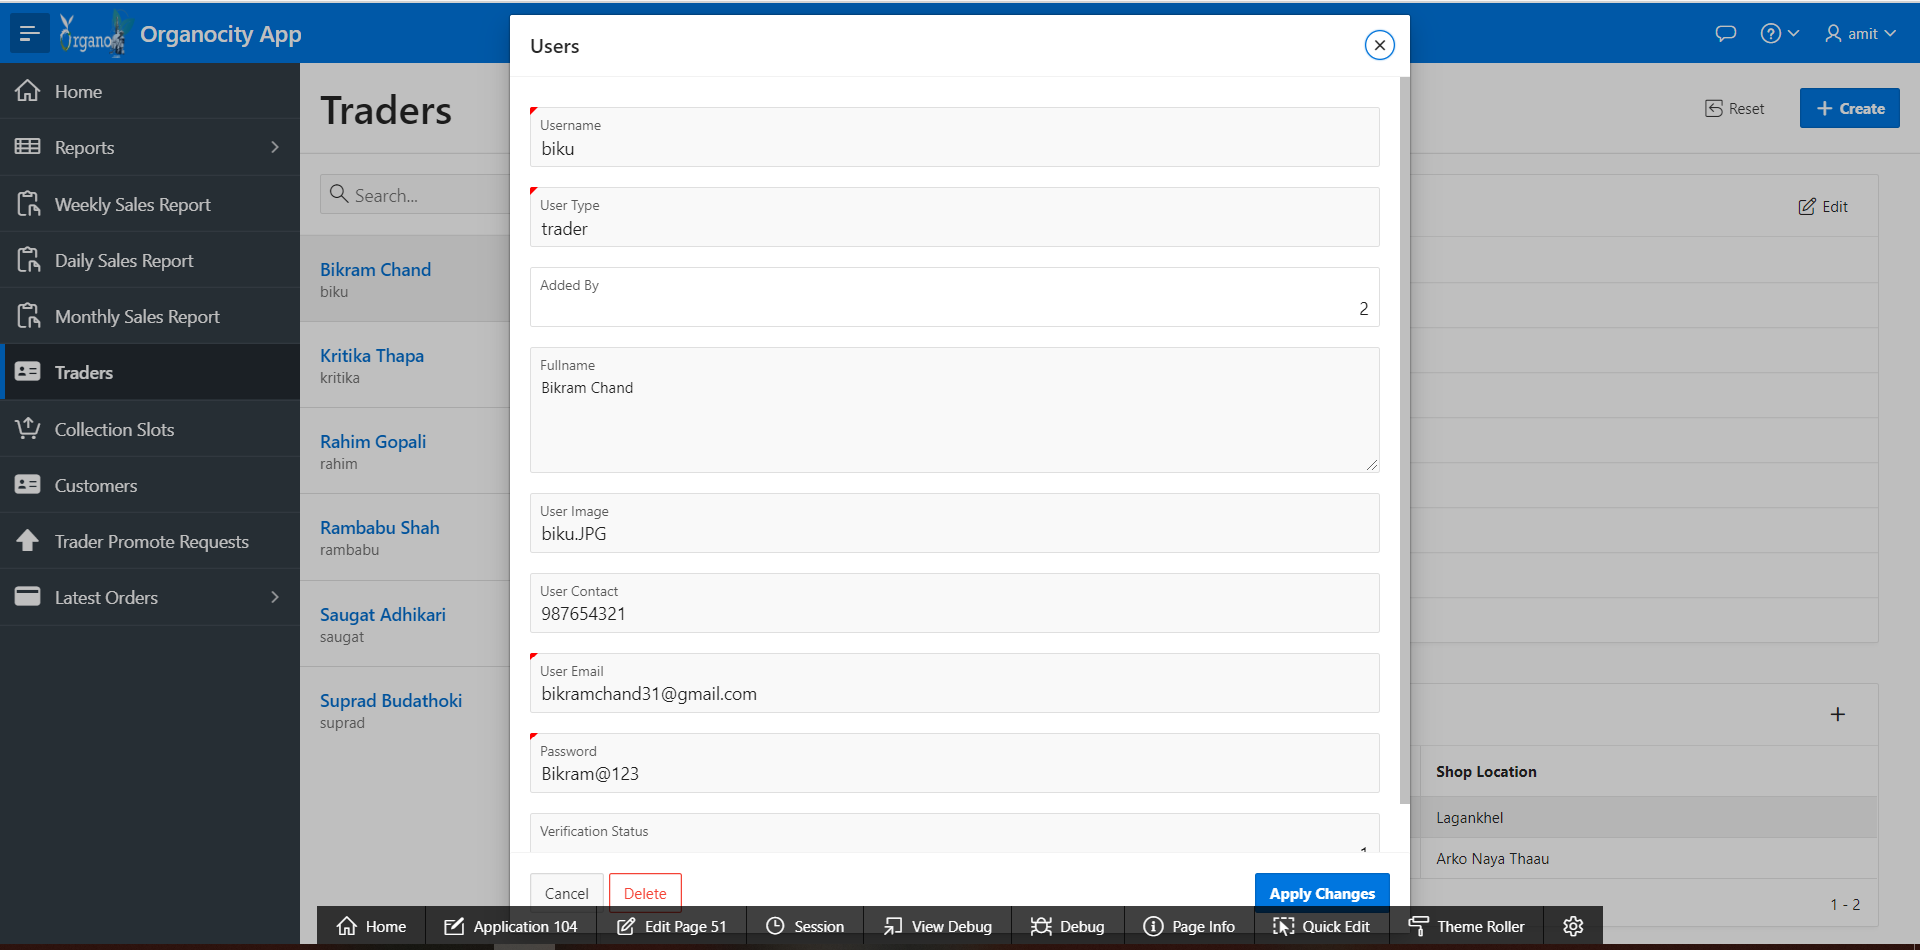 Organo
Organocity App
amit
Home
Reports
Weekly Sales Report
Daily Sales Report
Monthly Sales Report
Traders
Collection Slots
Customers
Trader Promote Requests
Latest Orders
Traders
Reset
Create
Search...
Bikram Chand
biku
Kritika Thapa
kritika
Rahim Gopali
rahim
Rambabu Shah
rambabu
Saugat Adhikari
saugat
Suprad Budathoki
suprad
Users
Username
biku
User Type
trader
Added By
2
Fullname
Bikram Chand
User Image
biku.JPG
User Contact
987654321
User Email
bikramchand31@gmail.com
Password
Bikram@123
Verification Status
Cancel
Delete
Apply Changes
Edit
Shop Location
Lagankhel
Arko Naya Thaau
1 - 2
Home
Application 104
Edit Page 51
Session
View Debug
Debug
Page Info
Quick Edit
Theme Roller